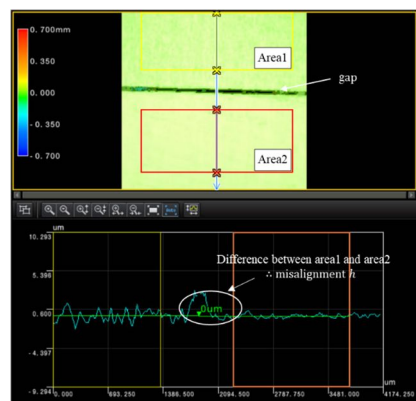 0.700mm
0.350
0.000
- 0.350
- 0.700
Area1
gap
Area2
um
10.293
5.396
0.600
-4.397
-9.294
Difference between area1 and area2
∴ misalignment h
0um
0.000
693.250
1386.500
2094.500
2787.750
3481.000
4174.250
um